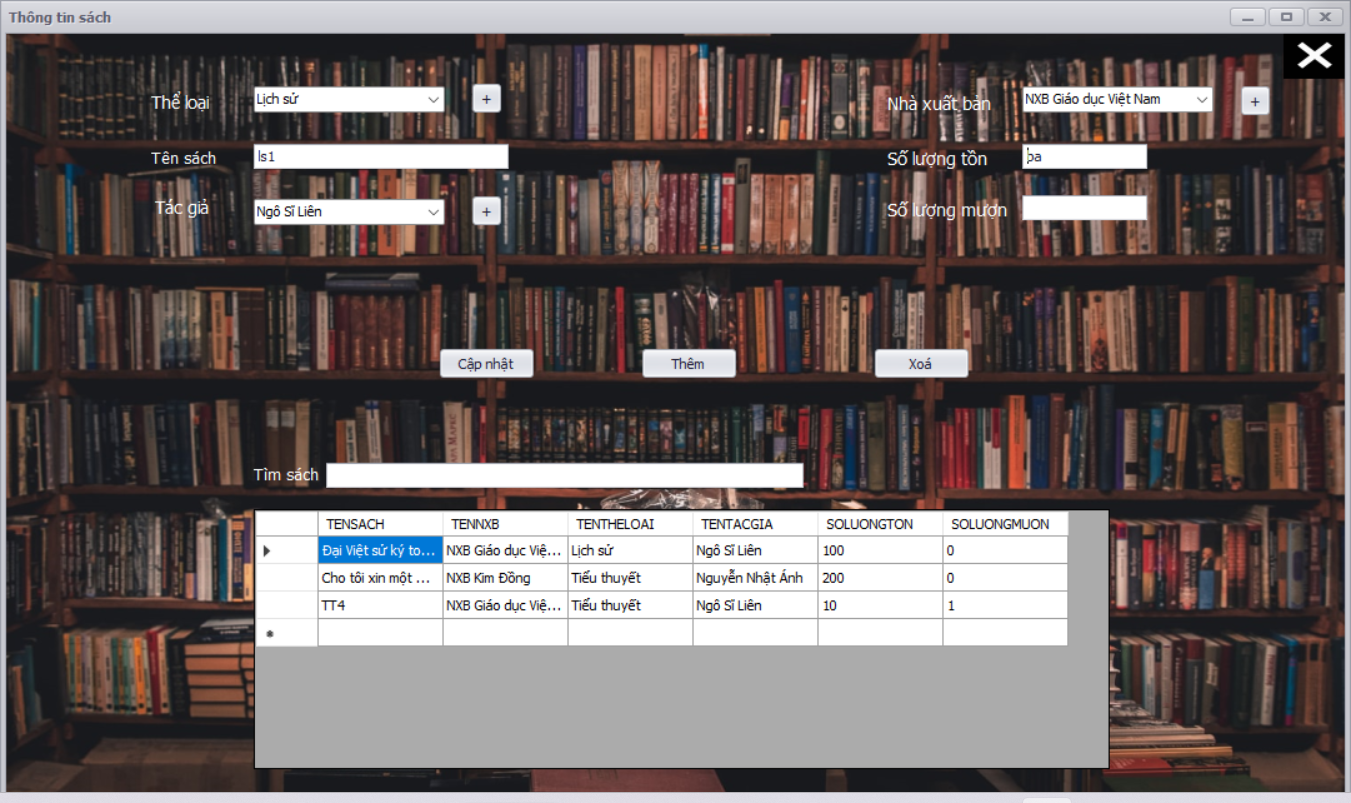 Thông tin sách
Thể loại Lịch sử + Nhà xuất bản NXB Giáo dục Việt Nam +
Tên sách ls1 Số lượng tồn ba
Tác giả Ngô Sĩ Liên + Số lượng mượn
Cập nhật Thêm Xoá
Tìm sách
TENSACH TENNXB TENTHELOAI TENTACGIA SOLUONGTON SOLUONGMUON
Đại Việt sử ký to... NXB Giáo dục Việ... Lịch sử Ngô Sĩ Liên 100 0
Cho tôi xin một ... NXB Kim Đồng Tiểu thuyết Nguyễn Nhật Ánh 200 0
TT4 NXB Giáo dục Việ... Tiểu thuyết Ngô Sĩ Liên 10 1